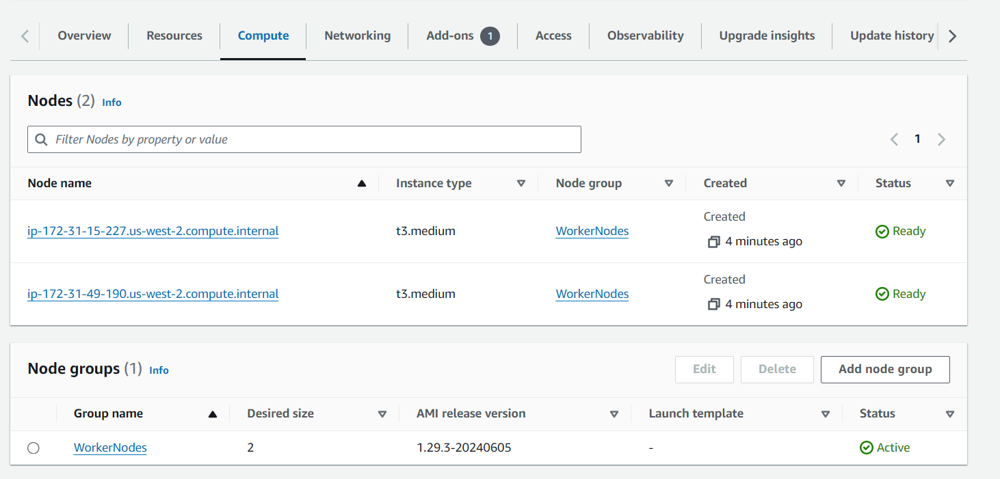 Overview Resources Compute Networking Add-ons 1 Access Observability Upgrade insights Update history
Nodes (2) Info
Filter Nodes by property or value
1
Node name Instance type Node group Created Status
Created
ip-172-31-15-227.us-west-2.compute.internal t3.medium WorkerNodes Ready
4 minutes ago
Created
ip-172-31-49-190.us-west-2.compute.internal t3.medium WorkerNodes Ready
4 minutes ago
Node groups (1) Info Edit Delete Add node group
Group name Desired size AMI release version Launch template Status
WorkerNodes 2 1.29.3-20240605 - Active